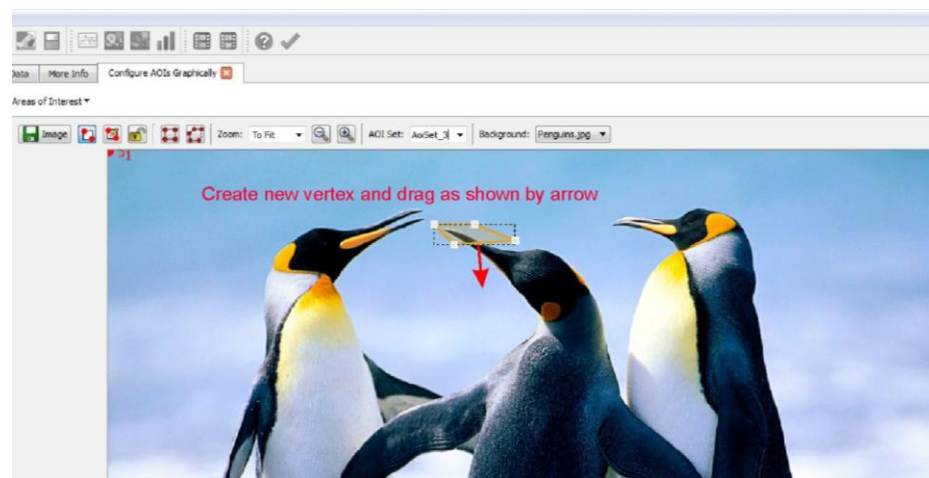 Data More Info Configure AOIs Graphically
Areas of Interest
Image Zoom: To Fit AOI Set: AoiSet_3 Background: Penguins.jpg
P1
Create new vertex and drag as shown by arrow